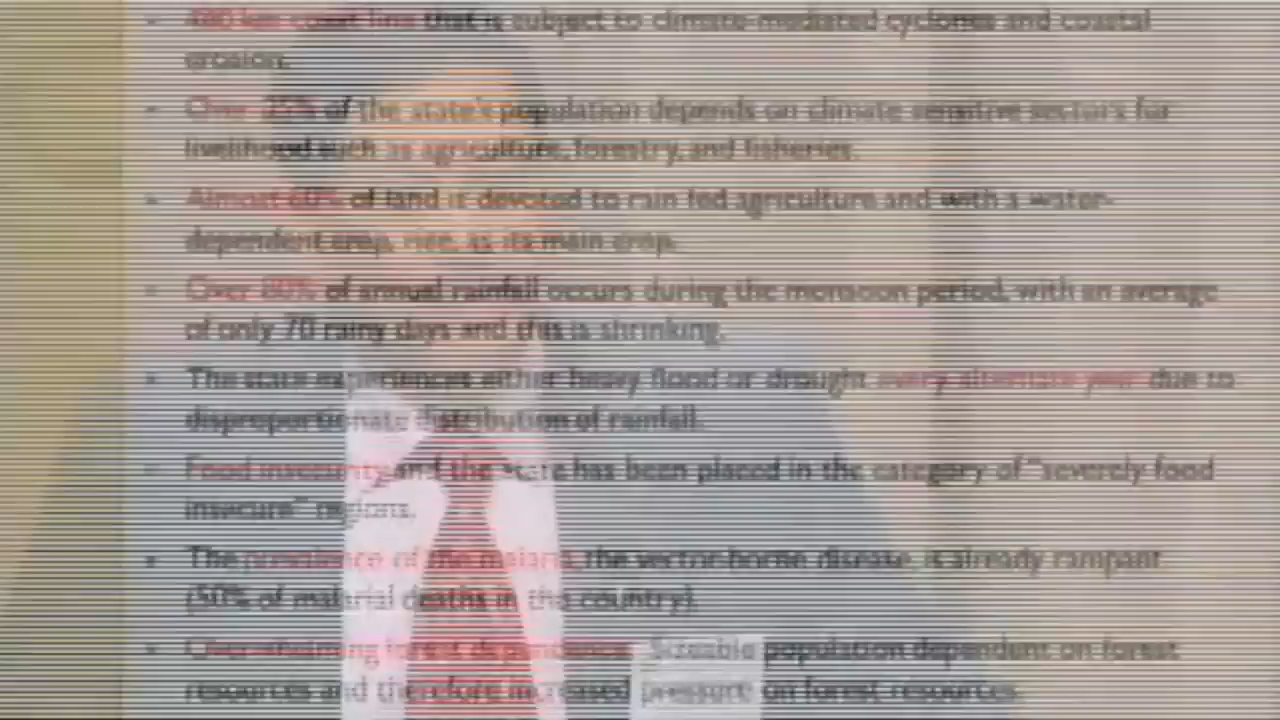 480 km coast line that is subject to climate-mediated cyclones and coastal
erosion.
Over 75% of the state's population depends on climate sensitive sectors for
livelihood such as agriculture, forestry, and fisheries.
Almost 60% of land is devoted to rain fed agriculture and with a water-
dependent crop, rice, as its main crop.
Over 80% of annual rainfall occurs during the monsoon period, with an average
of only 70 rainy days and this is shrinking.
The state experiences either heavy flood or drought every alternate year due to
disproportionate distribution of rainfall.
Food insecurity and the state has been placed in the category of "severely food
insecure" regions.
The prevalence of the malaria, the vector-borne disease, is already rampant
(50% of malarial deaths in the country).
Over-whelming forest dependence. Sizeable population dependent on forest
resources and therefore increased pressure on forest resources.